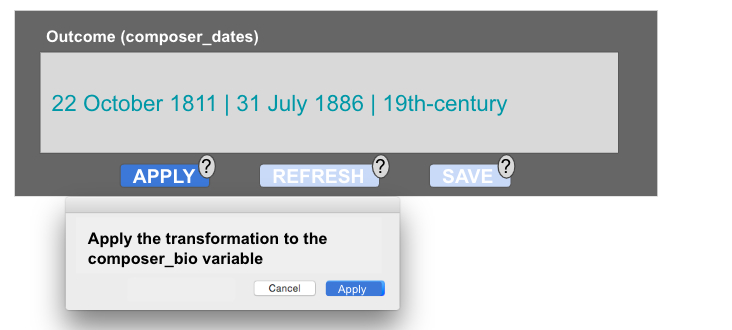 Outcome (composer_dates)
22 October 1811 | 31 July 1886 | 19th-century
APPLY ? REFRESH ? SAVE ?
Apply the transformation to the
composer_bio variable
Cancel Apply